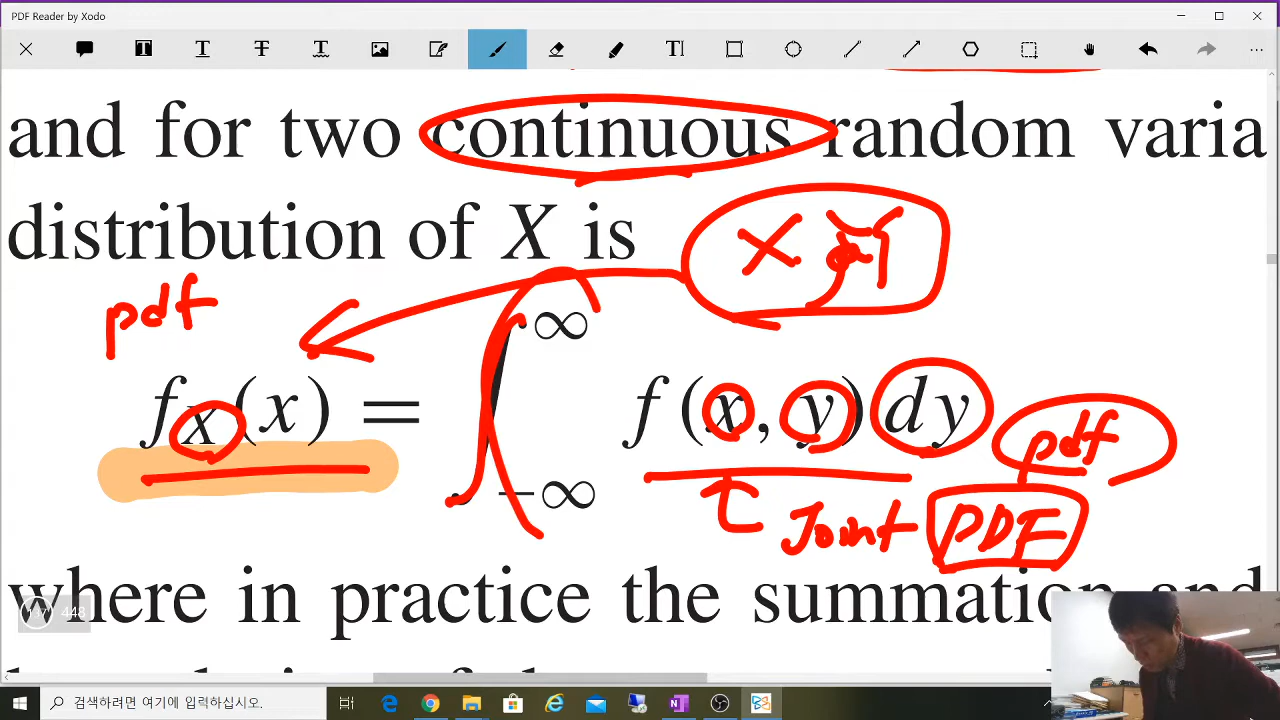 PDF Reader by Xodo
and for two continuous random varia
distribution of X is
X Y
pdf
∞
f_X(x) = ∫ f(x, y) dy
pdf
−∞
Joint PDF
where in practice the summation and
448
검색하려면 여기에 입력하십시오.